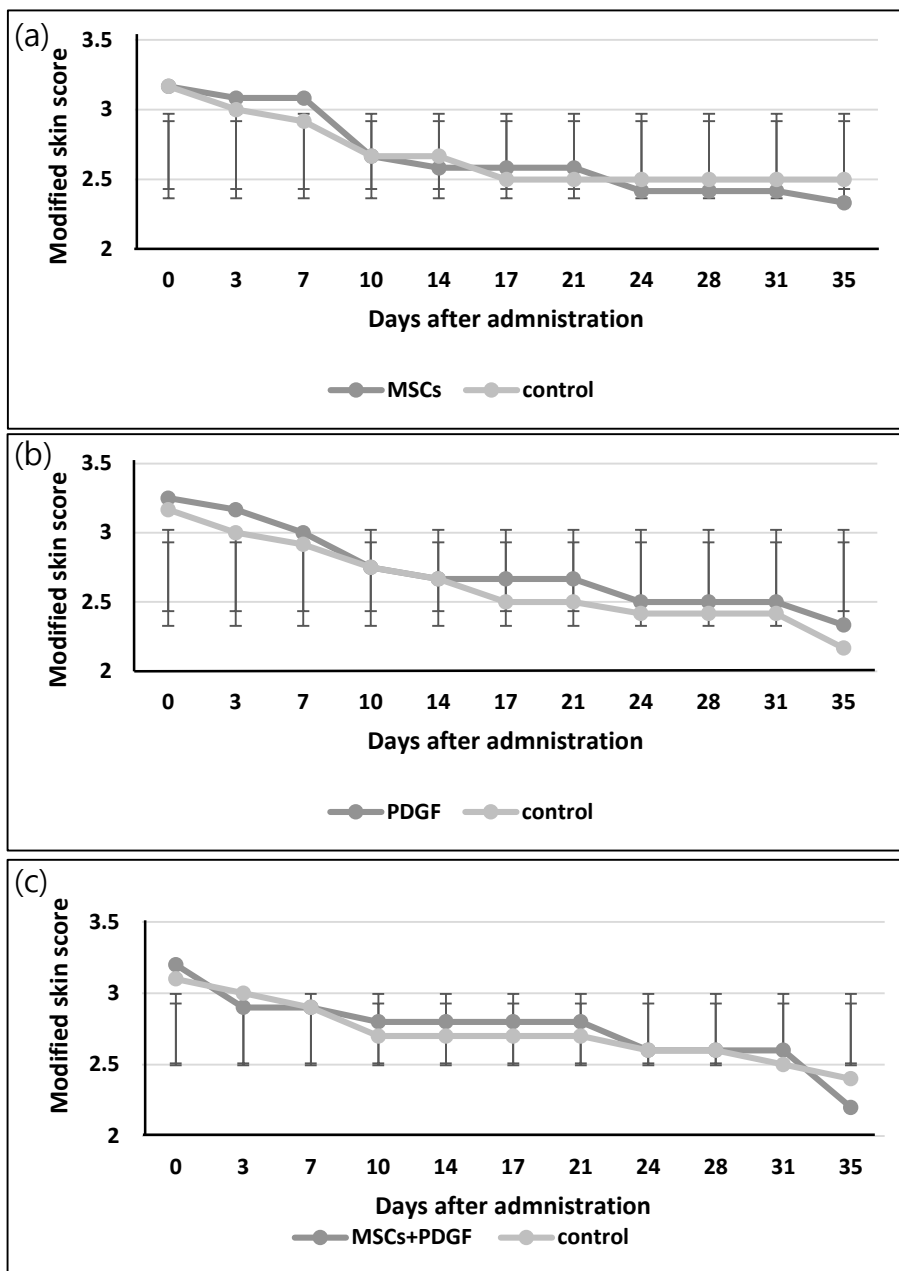 (a)
3.5
3
2.5
2
Modified skin score
0 3 7 10 14 17 21 24 28 31 35
Days after admnistration
MSCs control
(b)
3.5
3
2.5
2
Modified skin score
0 3 7 10 14 17 21 24 28 31 35
Days after admnistration
PDGF control
(c)
3.5
3
2.5
2
Modified skin score
0 3 7 10 14 17 21 24 28 31 35
Days after admnistration
MSCs+PDGF control